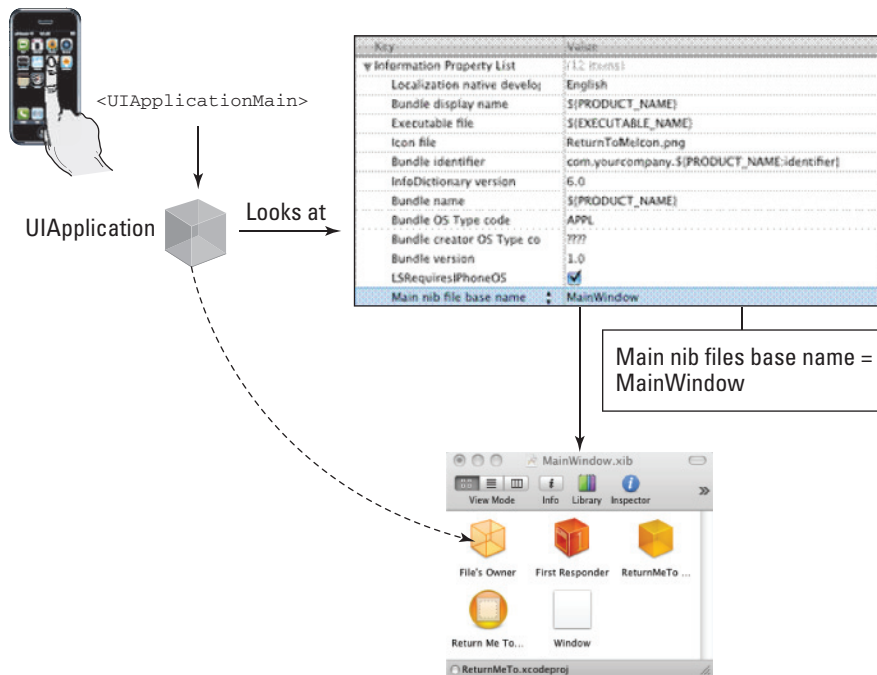 <UIApplicationMain>
UIApplication
Looks at
Key Value
Information Property List (12 items)
Localization native develop English
Bundle display name ${PRODUCT_NAME}
Executable file ${EXECUTABLE_NAME}
Icon file ReturnToMeIcon.png
Bundle identifier com.yourcompany.${PRODUCT_NAME:identifier}
InfoDictionary version 6.0
Bundle name ${PRODUCT_NAME}
Bundle OS Type code APPL
Bundle creator OS Type co ????
Bundle version 1.0
LSRequiresIPhoneOS
Main nib file base name MainWindow
Main nib files base name =
MainWindow
MainWindow.xib
View Mode Info Library Inspector
File's Owner First Responder ReturnMeTo ...
Return Me To... Window
ReturnMeTo.xcodeproj